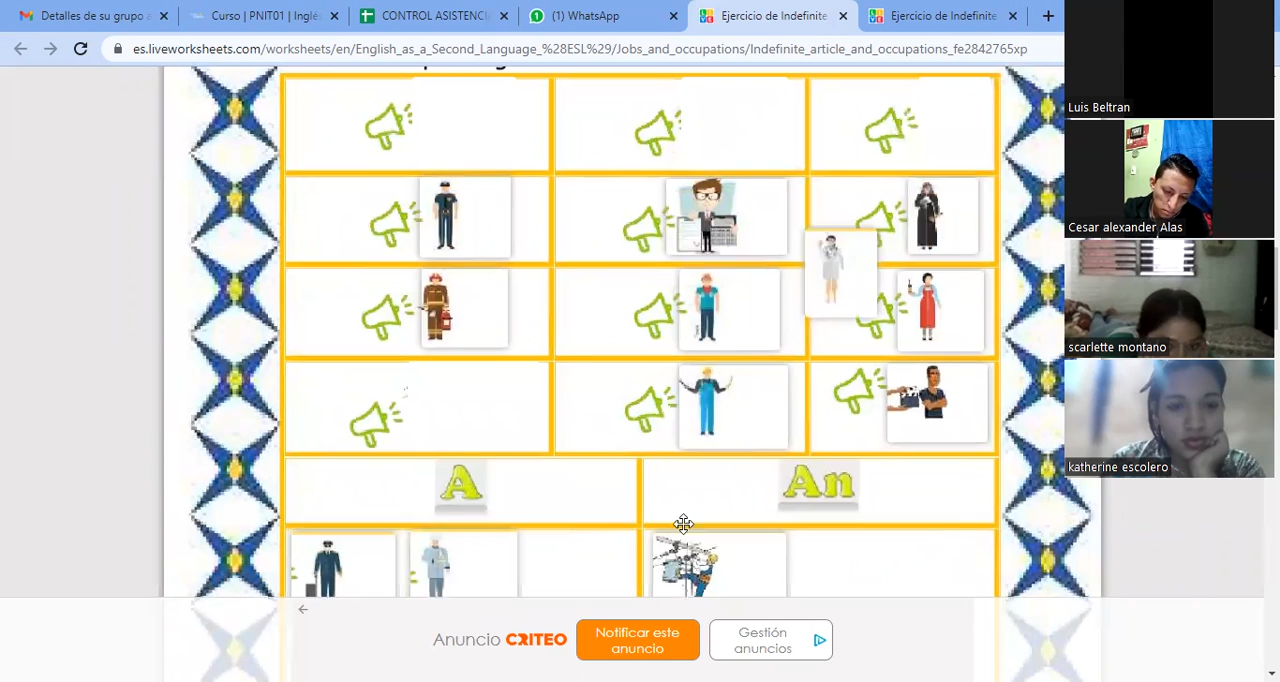 Detalles de su grupo a
Curso | PNIT01 | Inglé
CONTROL ASISTENCI
(1) WhatsApp
Ejercicio de Indefinite
Ejercicio de Indefinite
es.liveworksheets.com/worksheets/en/English_as_a_Second_Language_%28ESL%29/Jobs_and_occupations/Indefinite_article_and_occupations_fe2842765xp
Luis Beltran
Cesar alexander Alas
scarlette montano
katherine escolero
A
An
Anuncio CRITEO
Notificar este
anuncio
Gestión
anuncios